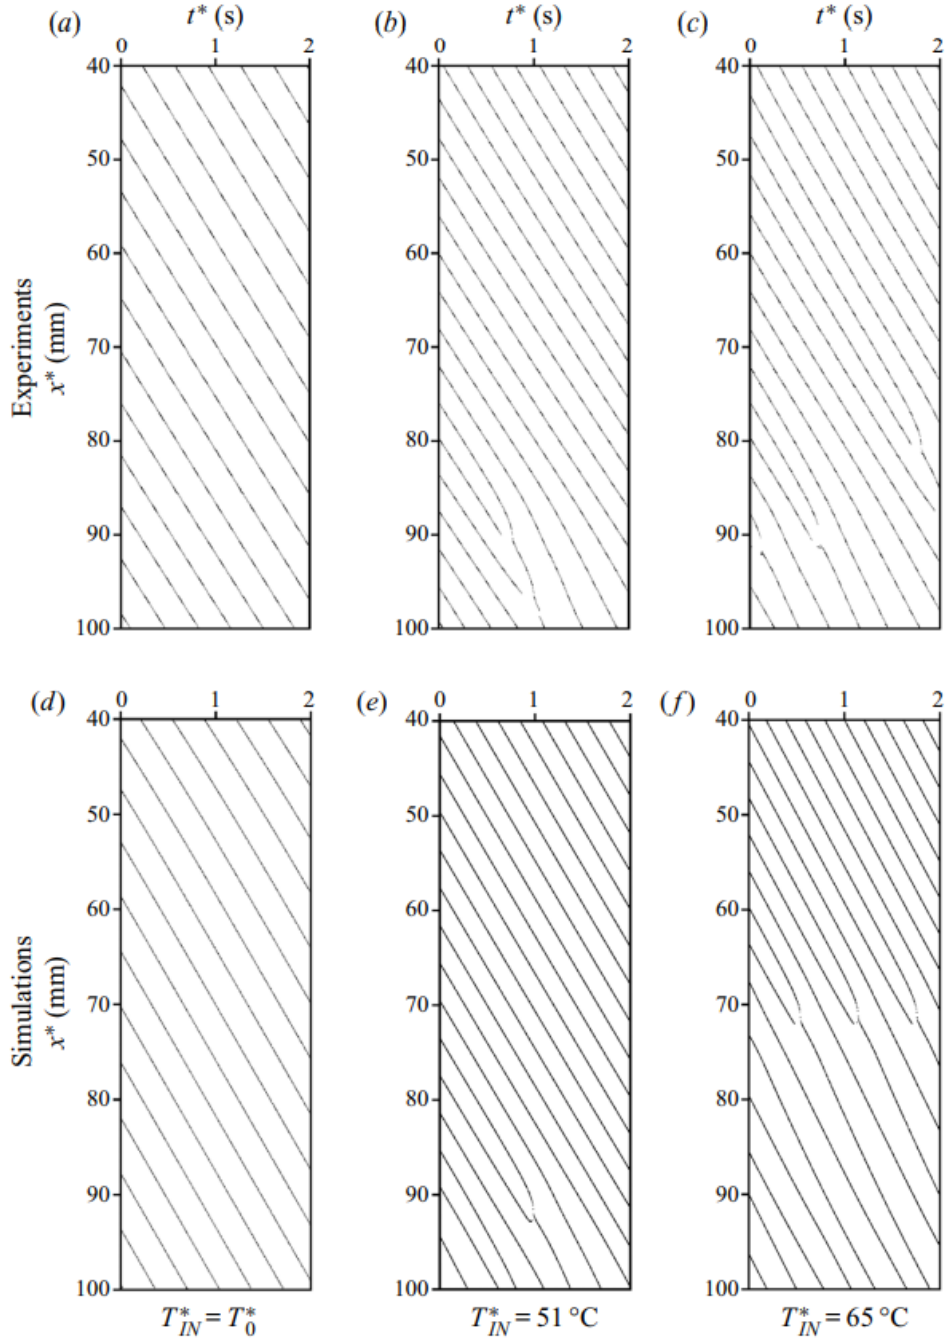 (a) t* (s) (b) t* (s) (c) t* (s)
0 1 2 0 1 2 0 1 2
40 40 40
50 50 50
60 60 60
70 70 70
80 80 80
90 90 90
100 100 100
Experiments
x* (mm)
(d) 0 1 2 (e) 0 1 2 (f) 0 1 2
40 40 40
50 50 50
60 60 60
70 70 70
80 80 80
90 90 90
100 100 100
Simulations
x* (mm)
T*IN = T*0 T*IN = 51 °C T*IN = 65 °C